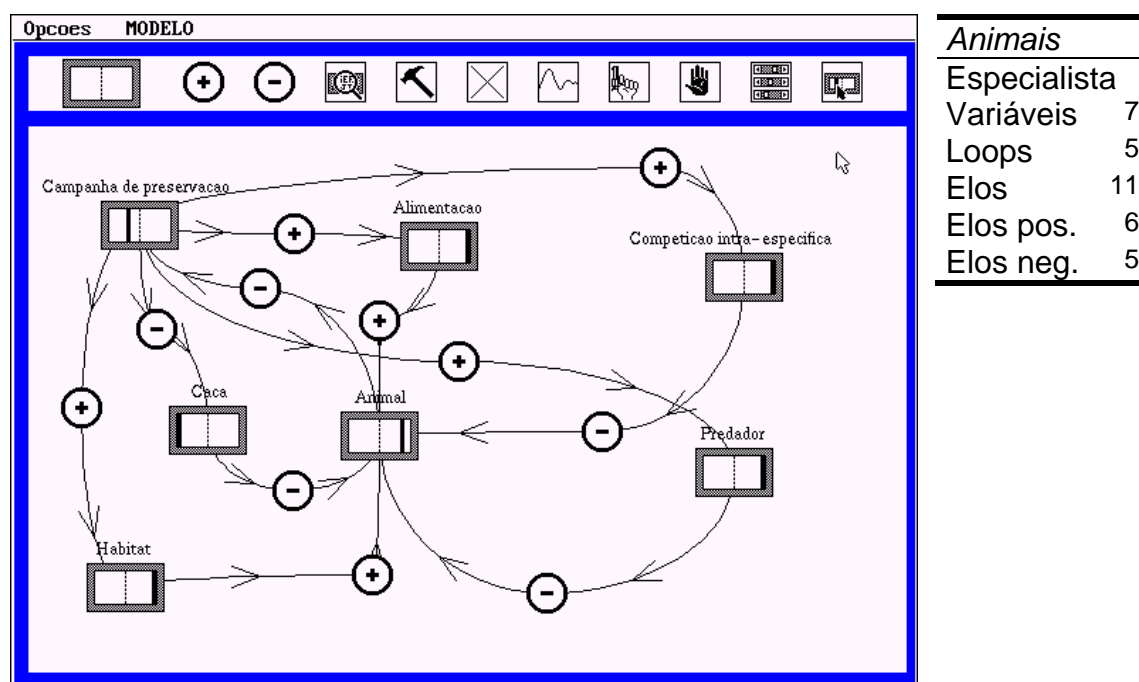 Opcoes MODELO
Campanha de preservacao
Alimentacao
Competicao intra-especifica
Caca
Animal
Predador
Habitat
Animais
Especialista
Variáveis 7
Loops 5
Elos 11
Elos pos. 6
Elos neg. 5